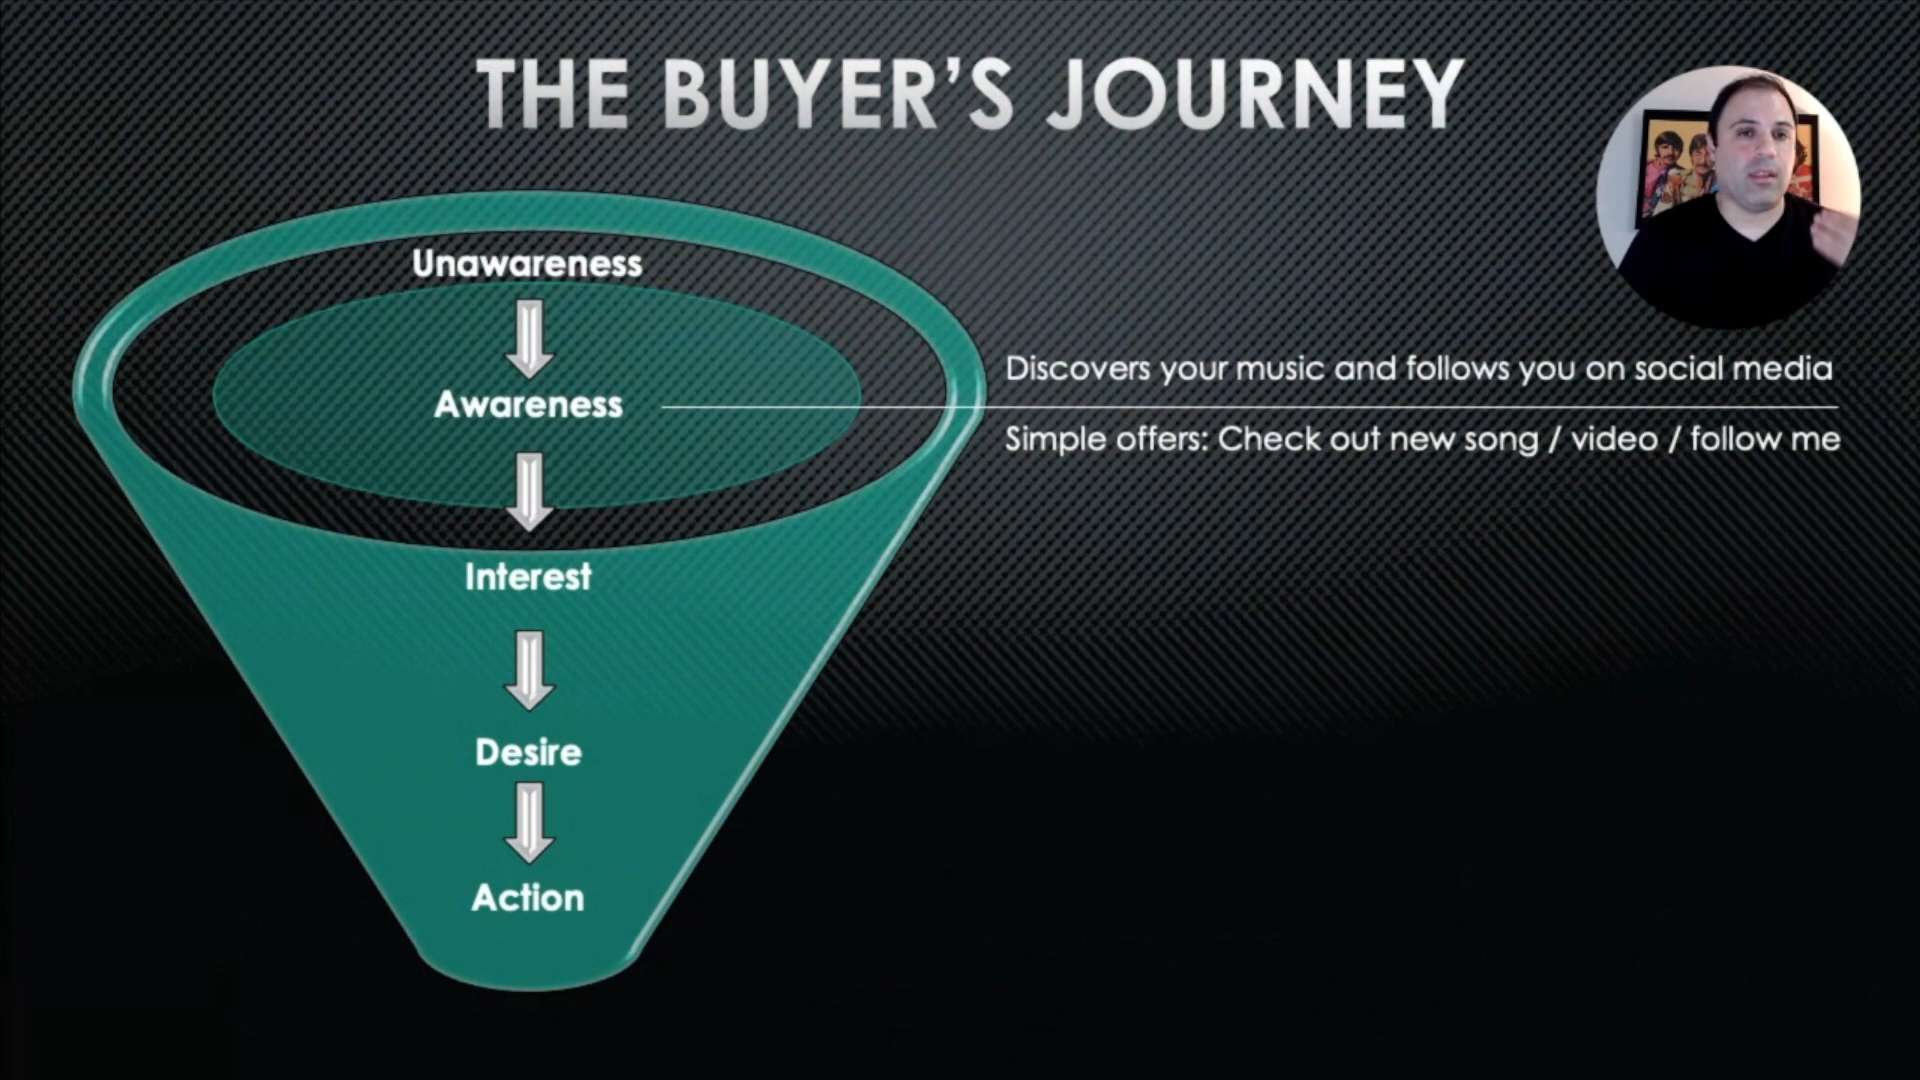 THE BUYER'S JOURNEY
Unawareness
Awareness
Discovers your music and follows you on social media
Simple offers: Check out new song / video / follow me
Interest
Desire
Action